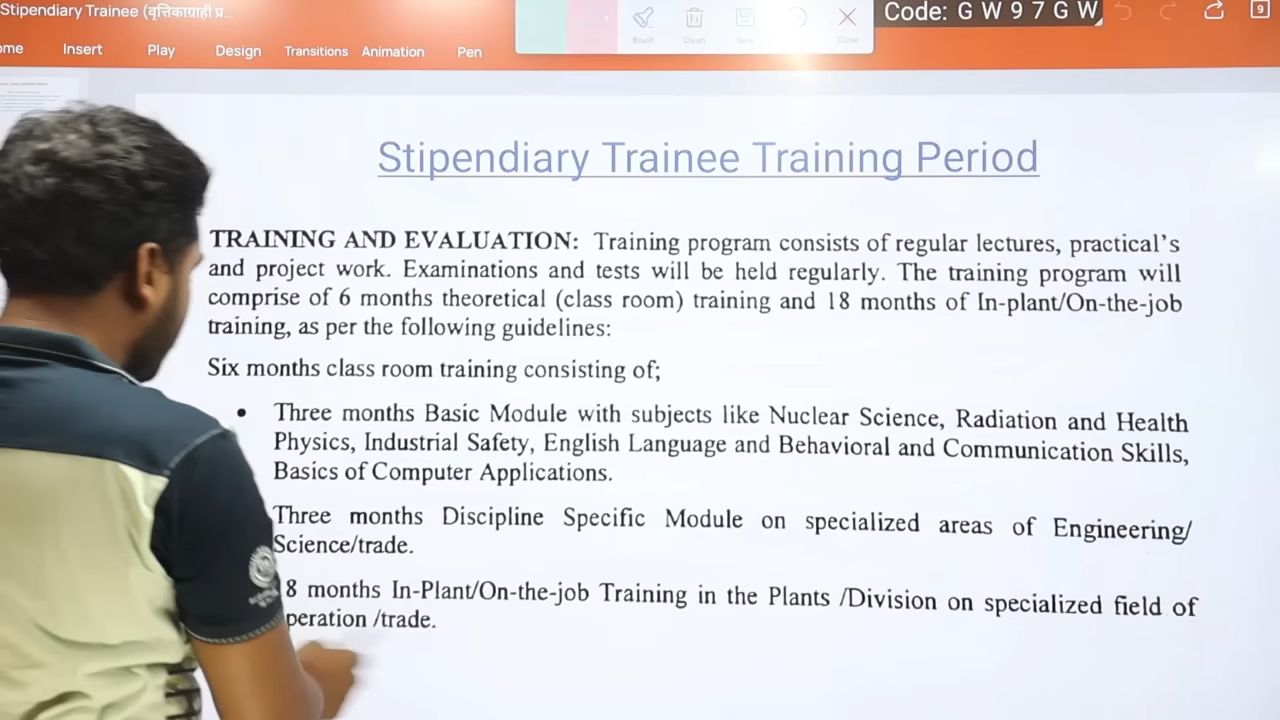 Stipendiary Trainee (वृत्तिकाग्राही प्र...
Code: G W 9 7 G W
9
ome Insert Play Design Transitions Animation Pen
Brush Clean Save Close
Stipendiary Trainee Training Period
TRAINING AND EVALUATION: Training program consists of regular lectures, practical's
and project work. Examinations and tests will be held regularly. The training program will
comprise of 6 months theoretical (class room) training and 18 months of In-plant/On-the-job
training, as per the following guidelines:
Six months class room training consisting of;
• Three months Basic Module with subjects like Nuclear Science, Radiation and Health
Physics, Industrial Safety, English Language and Behavioral and Communication Skills,
Basics of Computer Applications.
Three months Discipline Specific Module on specialized areas of Engineering/
Science/trade.
8 months In-Plant/On-the-job Training in the Plants /Division on specialized field of
peration /trade.